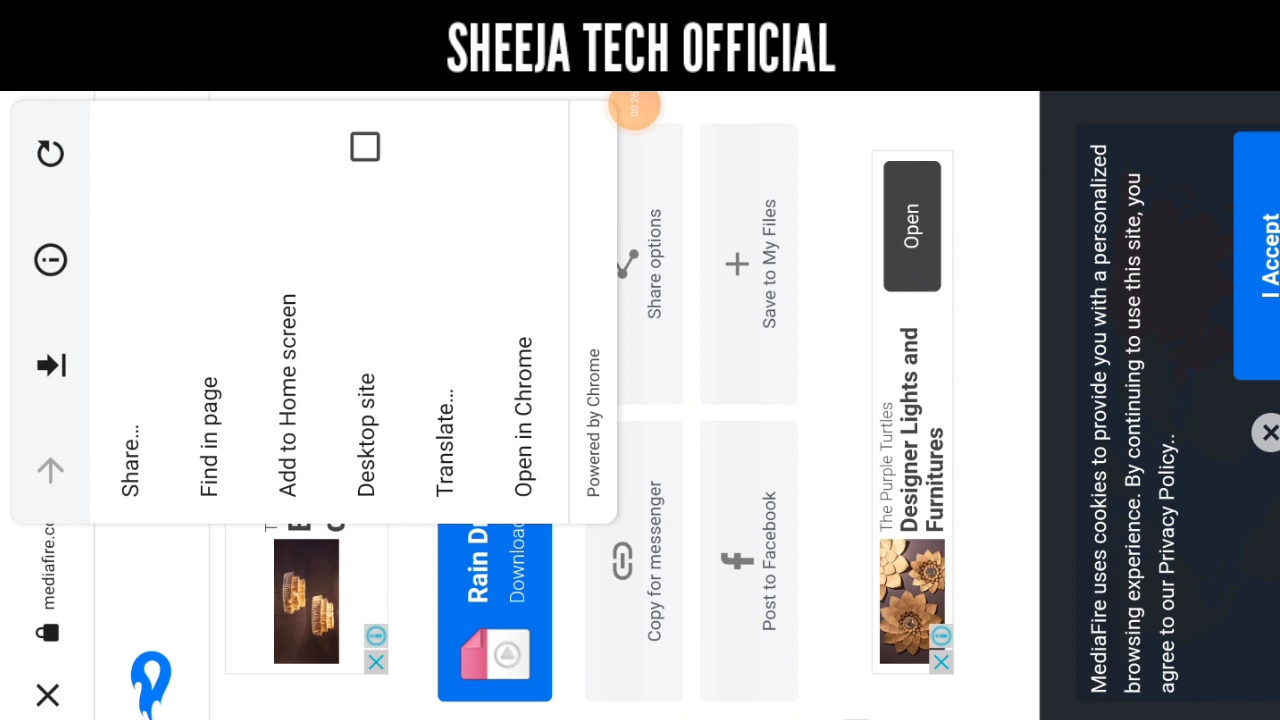 SHEEJA TECH OFFICIAL
00:26
mediafire.c
Share...
Find in page
Add to Home screen
Desktop site
Translate...
Open in Chrome
Powered by Chrome
Rain D
Download
Copy for messenger
Share options
Post to Facebook
Save to My Files
The Purple Turtles
Designer Lights and
Furnitures
Open
MediaFire uses cookies to provide you with a personalized
browsing experience. By continuing to use this site, you
agree to our Privacy Policy..
I Accept